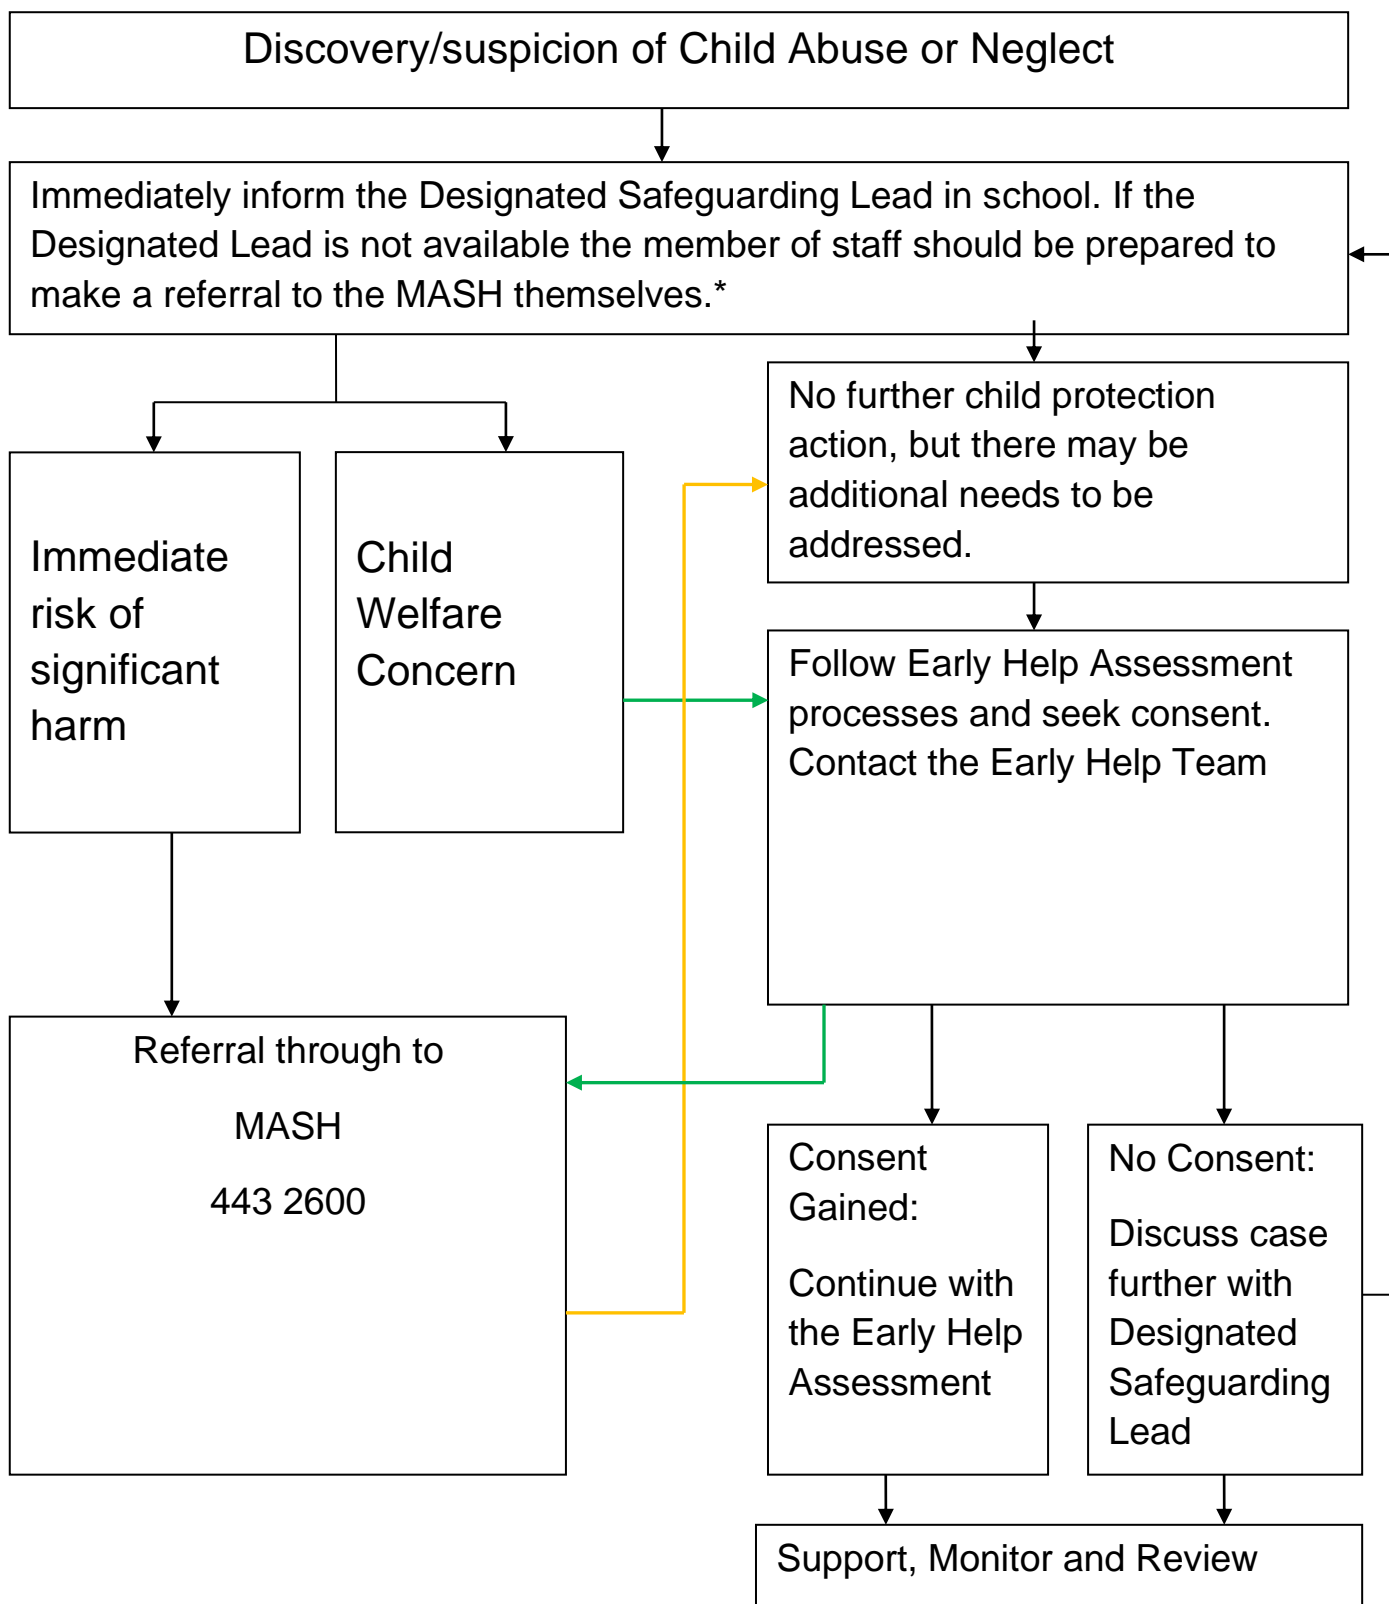 Discovery/suspicion of Child Abuse or Neglect
Immediately inform the Designated Safeguarding Lead in school. If the
Designated Lead is not available the member of staff should be prepared to
make a referral to the MASH themselves.*
No further child protection
action, but there may be
additional needs to be
addressed.
Immediate
risk of
significant
harm
Child
Welfare
Concern
Follow Early Help Assessment
processes and seek consent.
Contact the Early Help Team
Referral through to
MASH
443 2600
Consent
Gained:
Continue with
the Early Help
Assessment
No Consent:
Discuss case
further with
Designated
Safeguarding
Lead
Support, Monitor and Review